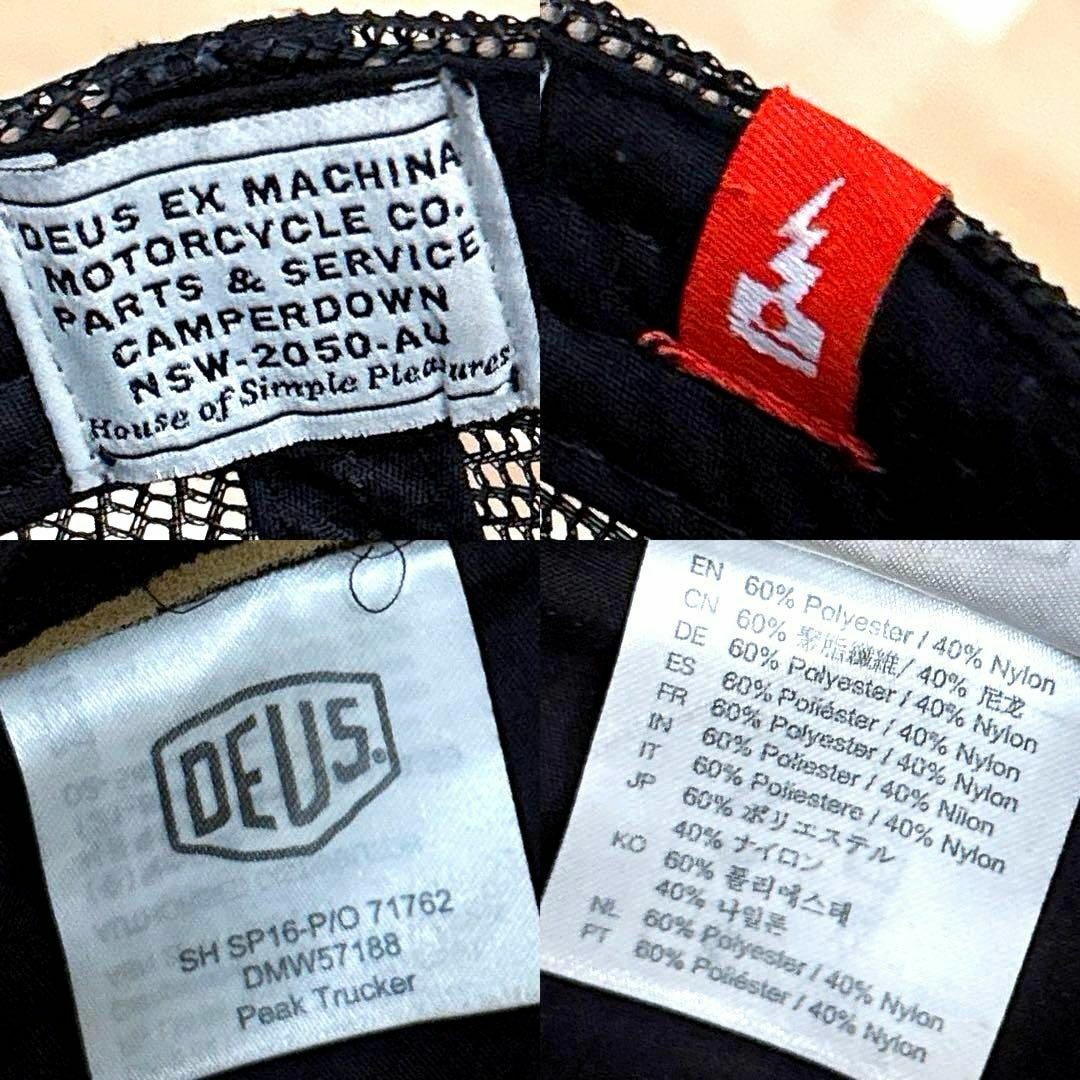 DEUS EX MACHINA
MOTORCYCLE CO.
PARTS & SERVICE
CAMPERDOWN
NSW-2050-AU
House of Simple Pleasures
DEUS.
SH SP16-P/O 71762
DMW57188
Peak Trucker
EN 60% Polyester / 40% Nylon
CN 60% 聚脂纖維/ 40% 尼龙
DE 60% Polyester / 40% Nylon
ES 60% Poliéster / 40% Nylon
FR 60% Polyester / 40% Nylon
IN 60% Poliester / 40% Nilon
IT 60% Poliestere / 40% Nylon
JP 60% ポリエステル
40% ナイロン
KO 60% 폴리에스테
40% 나일론
NL 60% Polyester / 40% Nylon
PT 60% Poliéster / 40% Nylon